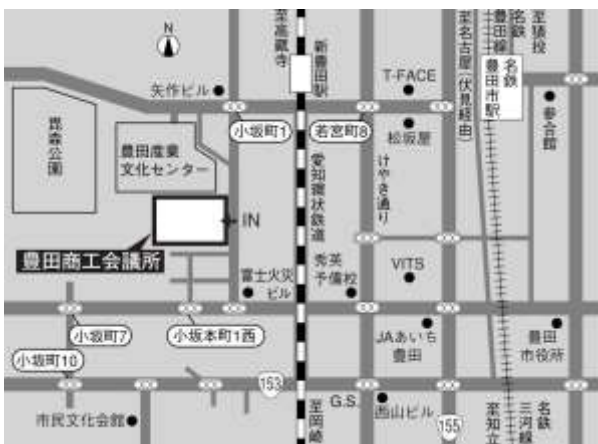 N
至高蔵寺
新豊田駅
至名古屋(伏見経由)
名鉄
豊田線
至猿投
名鉄
豊田市駅
矢作ビル
T-FACE
小坂町1
若宮町8
松坂屋
参合館
毘森公園
豊田産業
文化センター
愛知環状鉄道
けやき通り
IN
豊田商工会議所
富士火災
ビル
秀英
予備校
VITS
小坂町7
小坂本町1西
JAあいち
豊田
豊田
市役所
小坂町10
153
市民文化会館
至岡崎
G.S.
西山ビル
155
至知立
名鉄
三河線